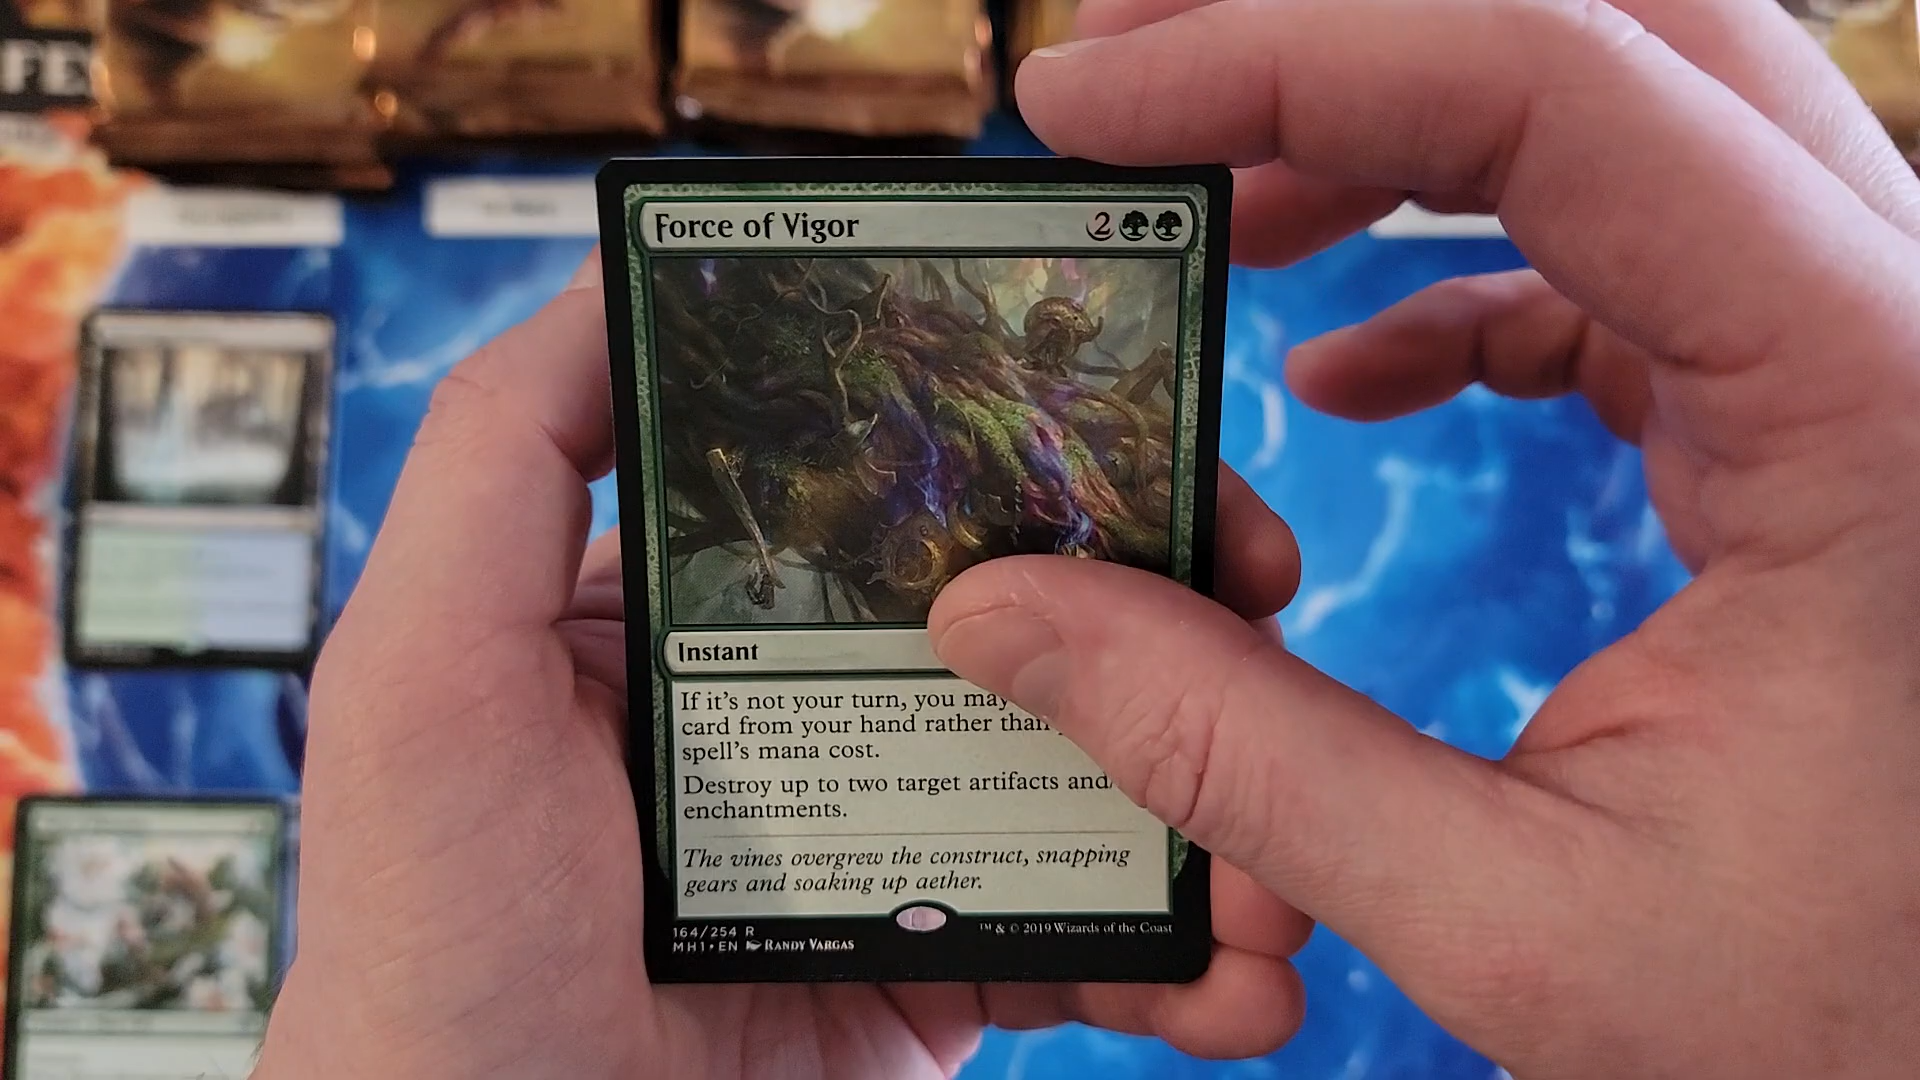 FE
Force of Vigor 2
Instant
If it's not your turn, you may
card from your hand rather than
spell's mana cost.
Destroy up to two target artifacts and/
enchantments.
The vines overgrew the construct, snapping
gears and soaking up aether.
164/254 R
MH1•EN RANDY VARGAS
™ & © 2019 Wizards of the Coast